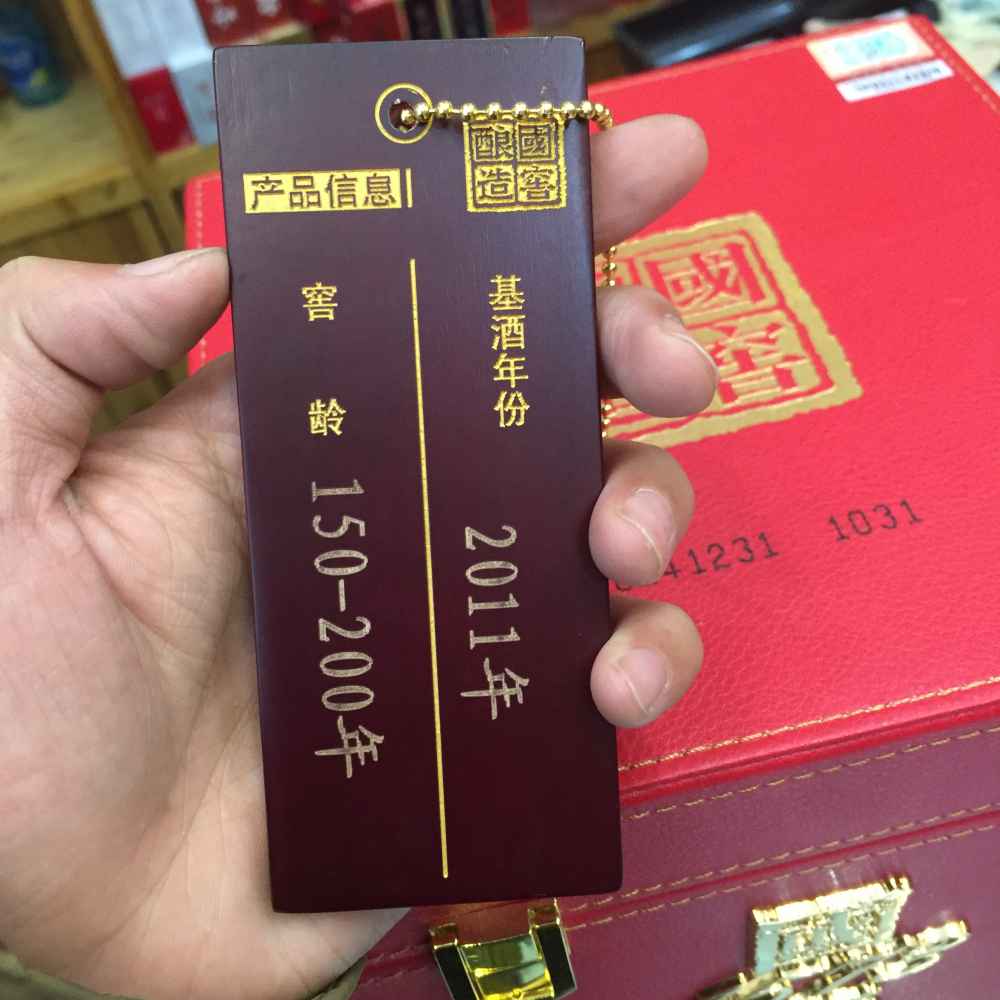 國窖
酿造
产品信息
基酒年份 2011年
窖龄 150-200年
國窖
41231 1031